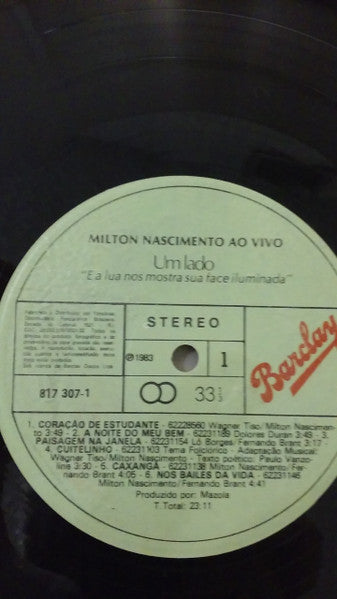 MILTON NASCIMENTO AO VIVO
Um lado
"E a lua nos mostra sua face iluminada"
STEREO
℗ 1983
1
Barclay
817 307-1
33 1/3
1. CORAÇÃO DE ESTUDANTE - 62228560 Wagner Tiso/Milton Nascimen-
to 3:49 - 2. A NOITE DO MEU BEM - 62231189 Dolores Duran 3:49 - 3.
PAISAGEM NA JANELA - 62231154 Lô Borges/Fernando Brant 3:17 -
4. CUITELINHO - 62231103 Tema Folclórico - Adaptação Musical:
Wagner Tiso/Milton Nascimento - Texto poético: Paulo Vanzo-
line 3:30 - 5. CAXANGÁ - 62231138 Milton Nascimento/Fer-
nando Brant 4:05 - 6. NOS BAILES DA VIDA - 62231146
Milton Nascimento/Fernando Brant 4:41
Produzido por: Mazola
T. Total: 23:11